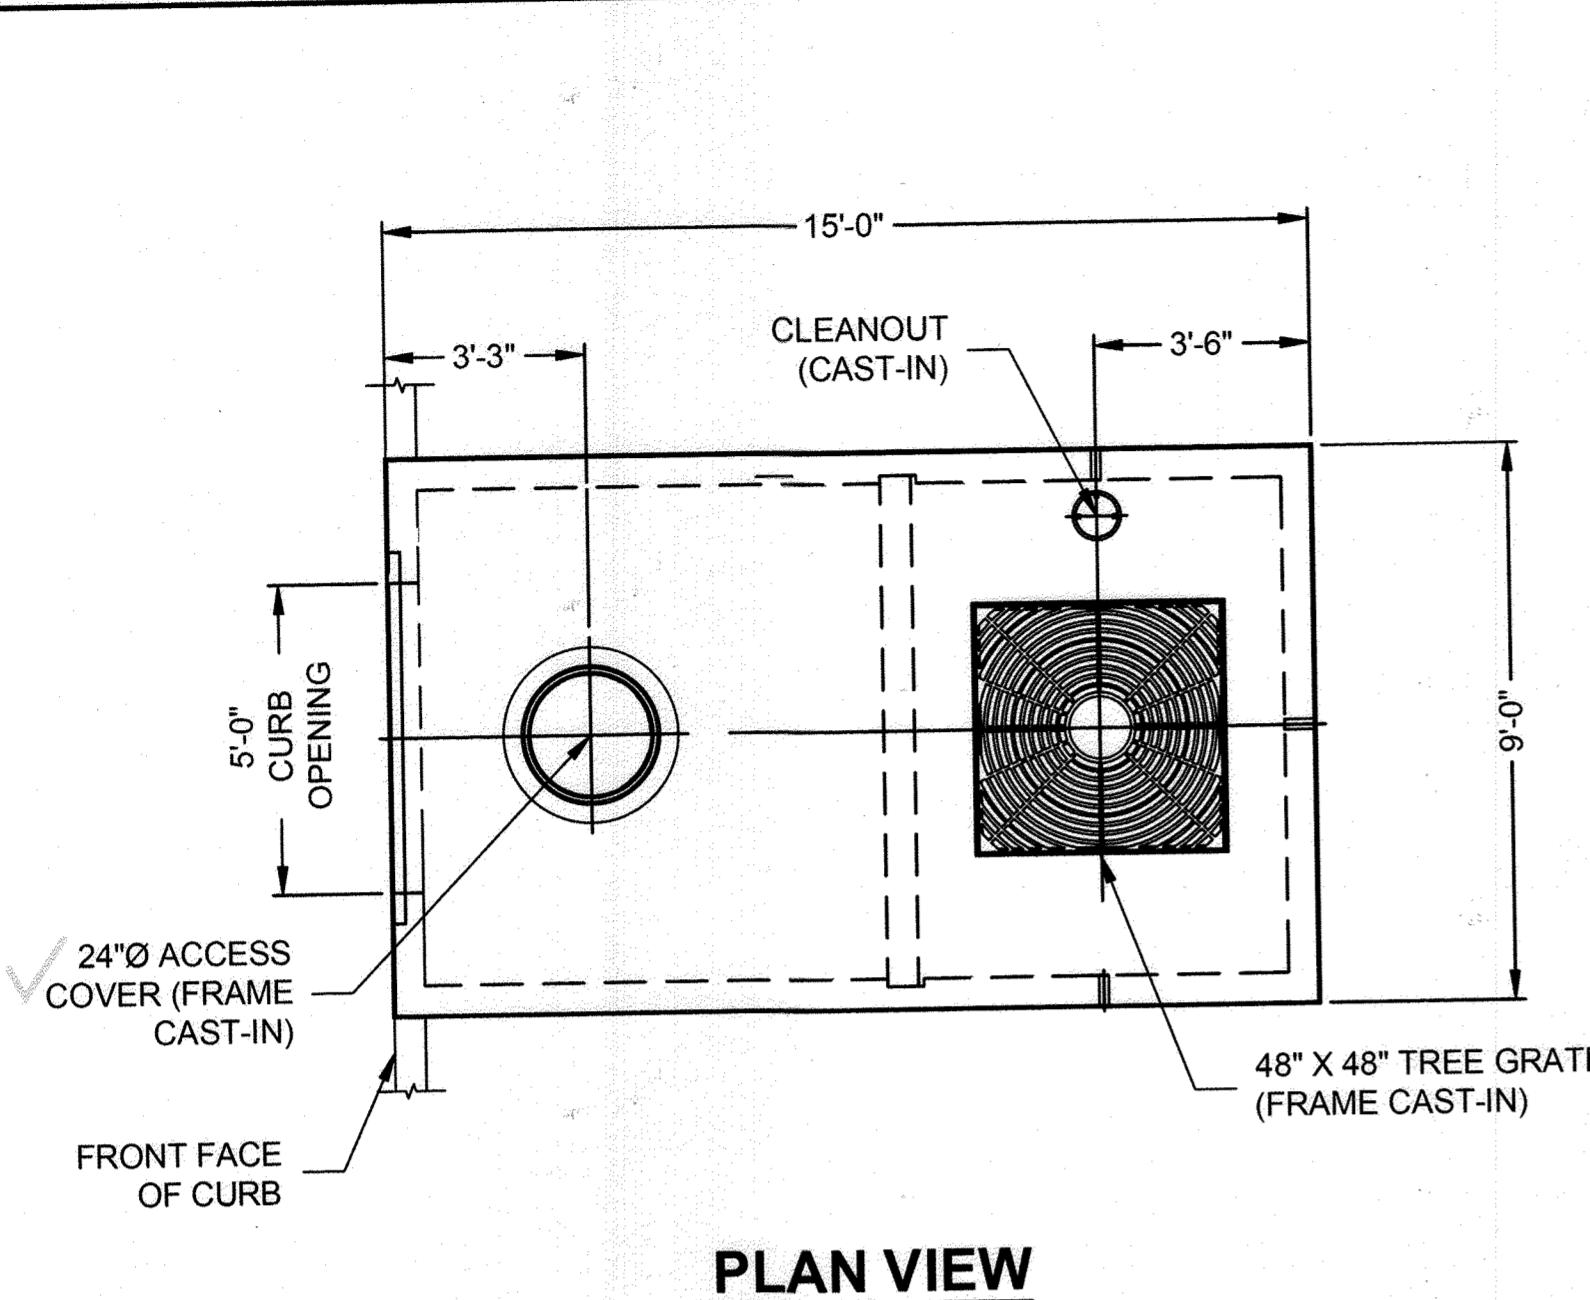 15'-0"
3'-3"
CLEANOUT
(CAST-IN)
3'-6"
5'-0"
CURB
OPENING
9'-0"
24"Ø ACCESS
COVER (FRAME
CAST-IN)
48" X 48" TREE GRATE
(FRAME CAST-IN)
FRONT FACE
OF CURB
PLAN VIEW